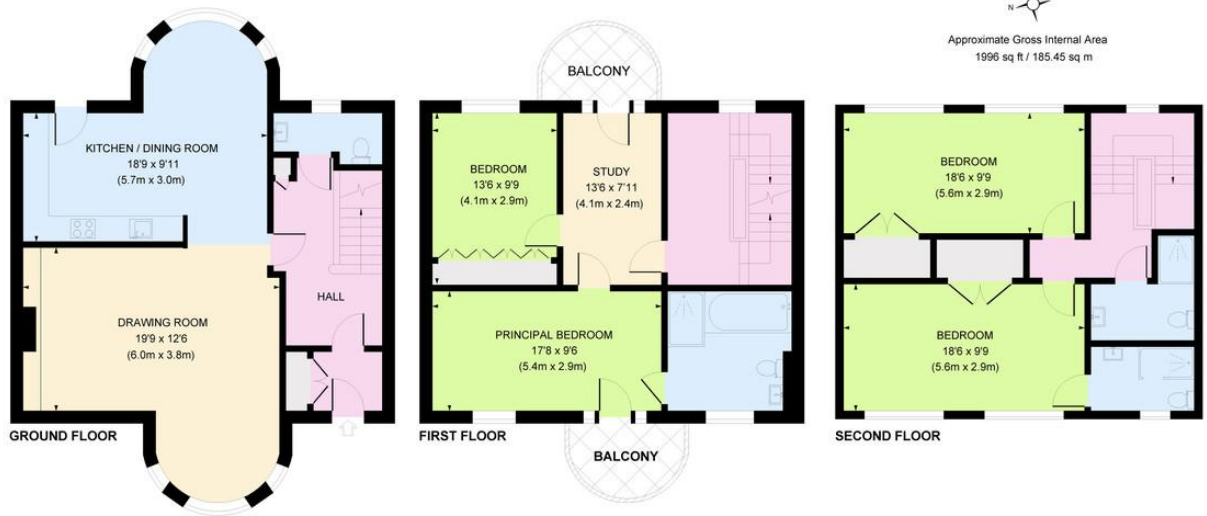 N
Approximate Gross Internal Area
1996 sq ft / 185.45 sq m
KITCHEN / DINING ROOM
18'9 x 9'11
(5.7m x 3.0m)
DRAWING ROOM
19'9 x 12'6
(6.0m x 3.8m)
HALL
GROUND FLOOR
BALCONY
BEDROOM
13'6 x 9'9
(4.1m x 2.9m)
STUDY
13'6 x 7'11
(4.1m x 2.4m)
PRINCIPAL BEDROOM
17'8 x 9'6
(5.4m x 2.9m)
FIRST FLOOR
BALCONY
BEDROOM
18'6 x 9'9
(5.6m x 2.9m)
BEDROOM
18'6 x 9'9
(5.6m x 2.9m)
SECOND FLOOR